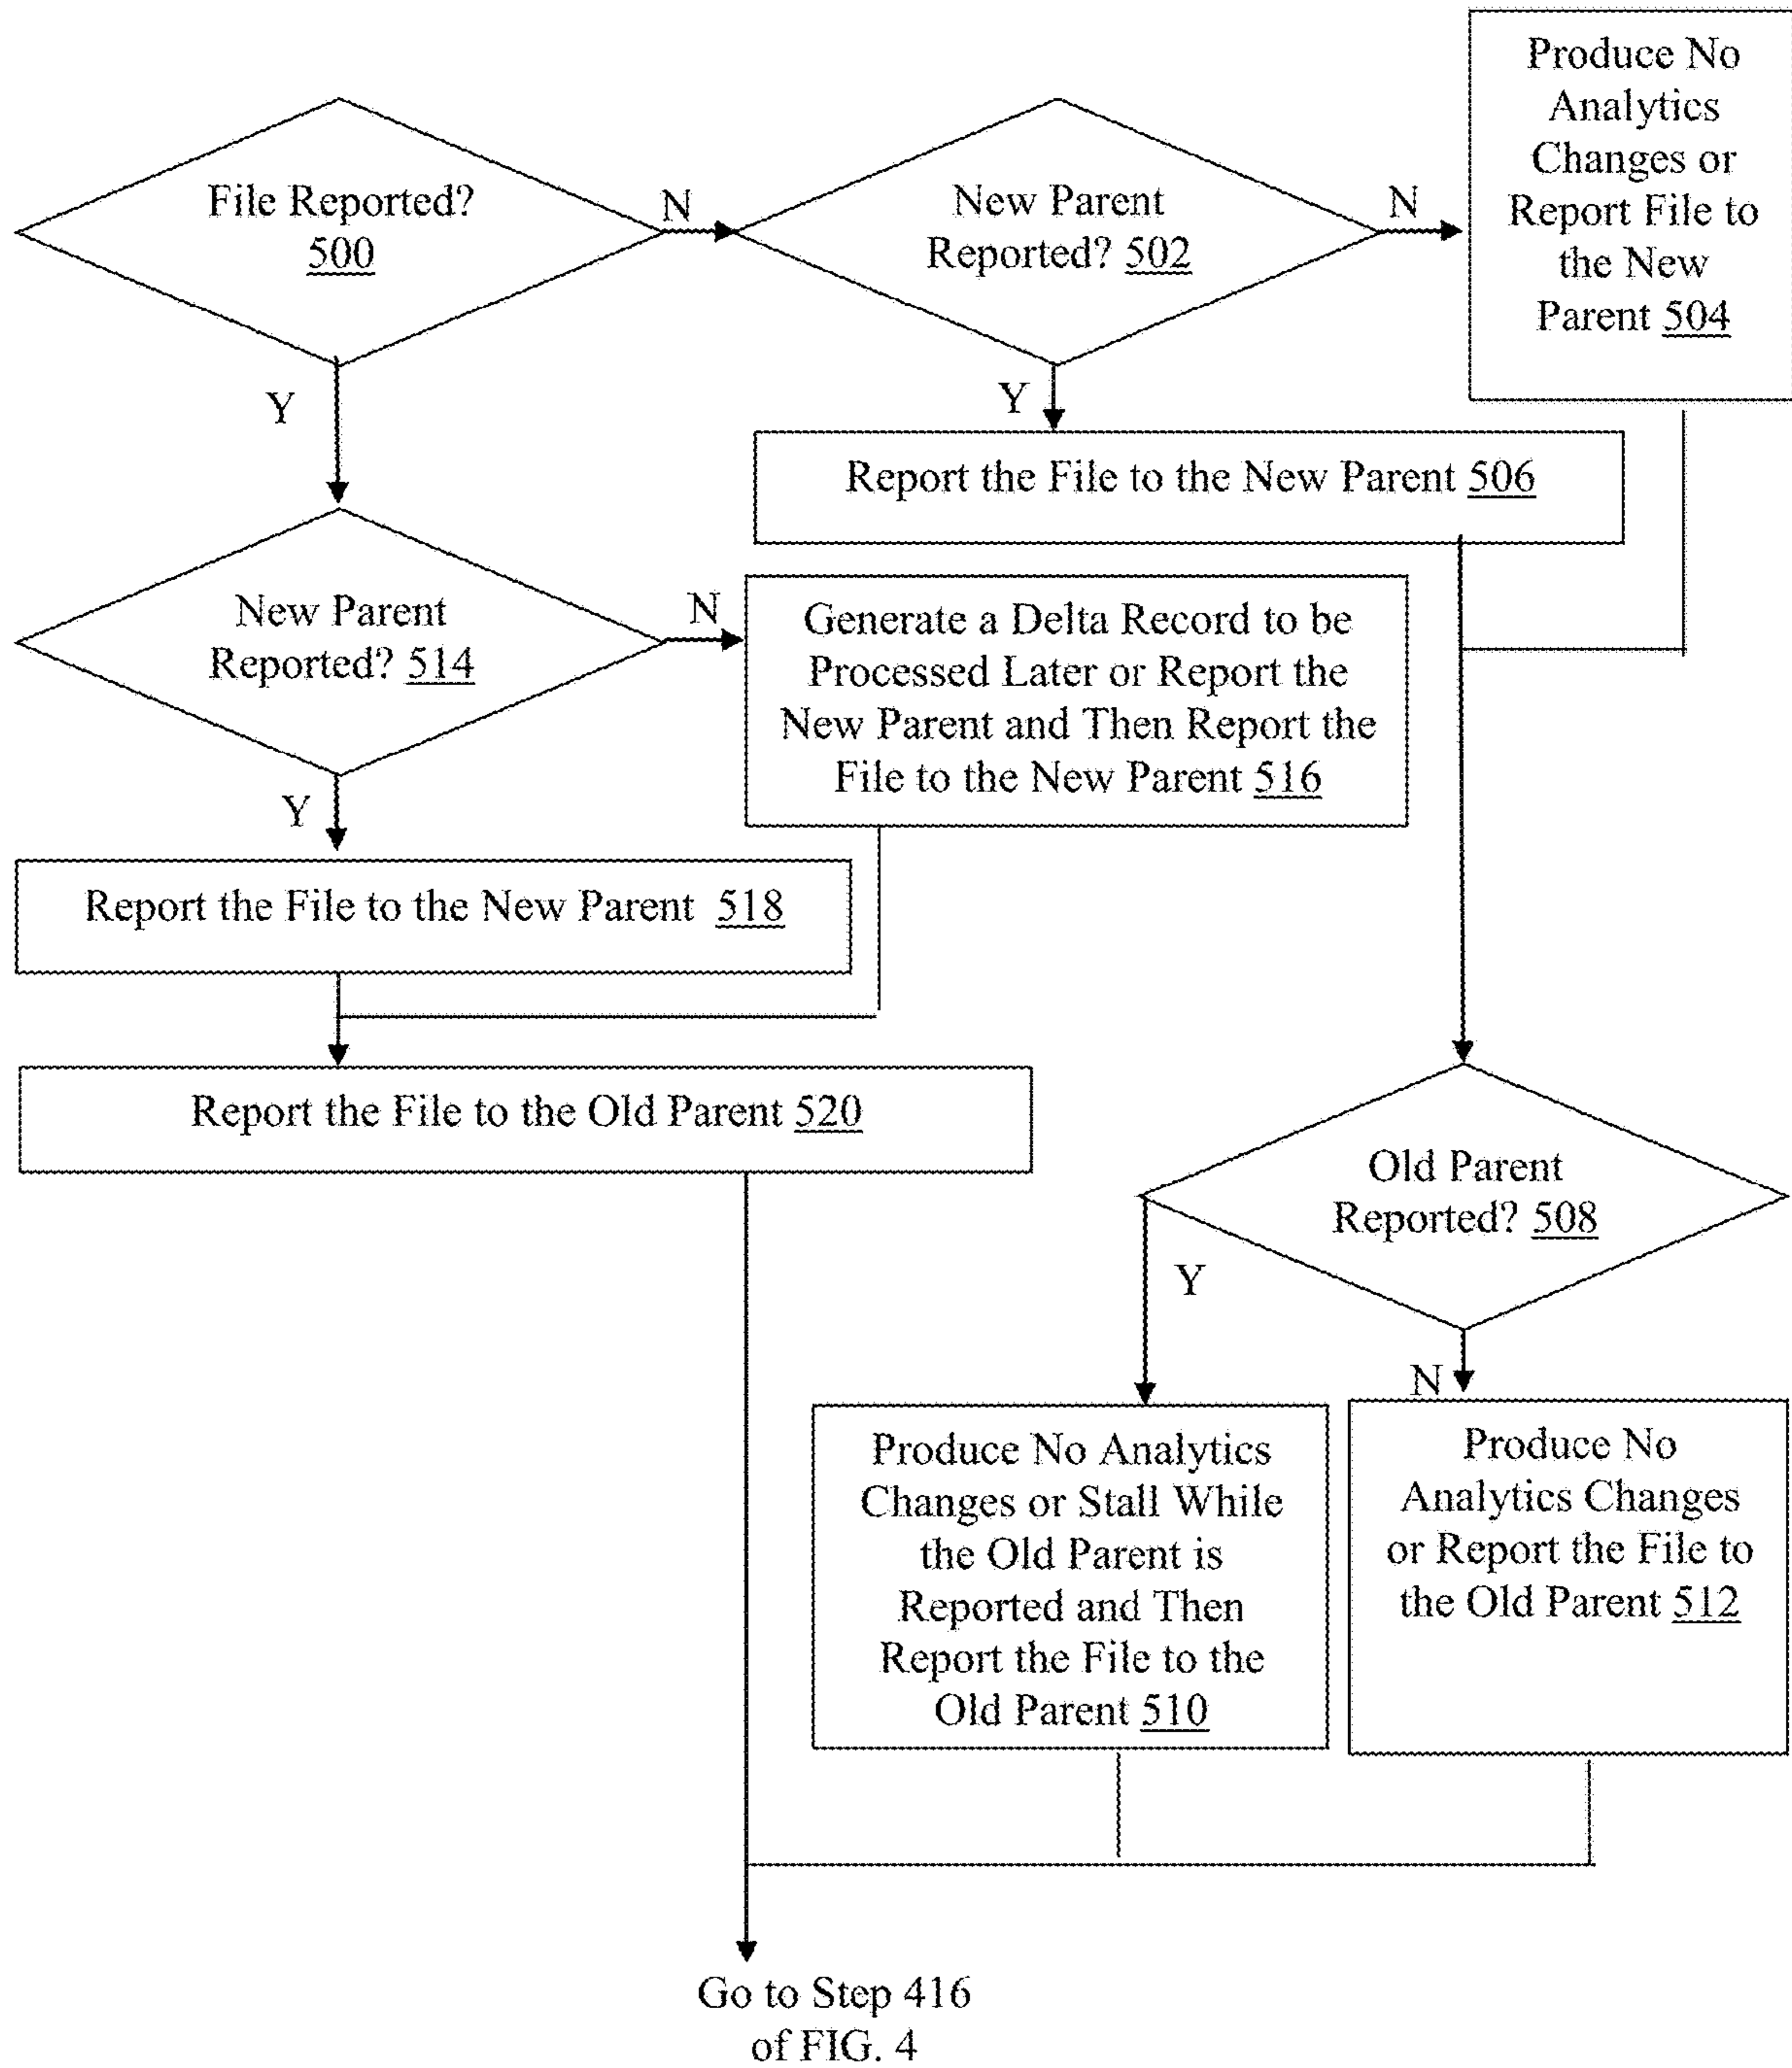 File Reported?
500
N
New Parent
Reported? 502
N
Produce No
Analytics
Changes or
Report File to
the New
Parent 504
Y
Y
Report the File to the New Parent 506
New Parent
Reported? 514
N
Generate a Delta Record to be
Processed Later or Report the
New Parent and Then Report the
File to the New Parent 516
Y
Report the File to the New Parent 518
Report the File to the Old Parent 520
Old Parent
Reported? 508
Y
N
Produce No Analytics
Changes or Stall While
the Old Parent is
Reported and Then
Report the File to the
Old Parent 510
Produce No
Analytics Changes
or Report the File to
the Old Parent 512
Go to Step 416
of FIG. 4